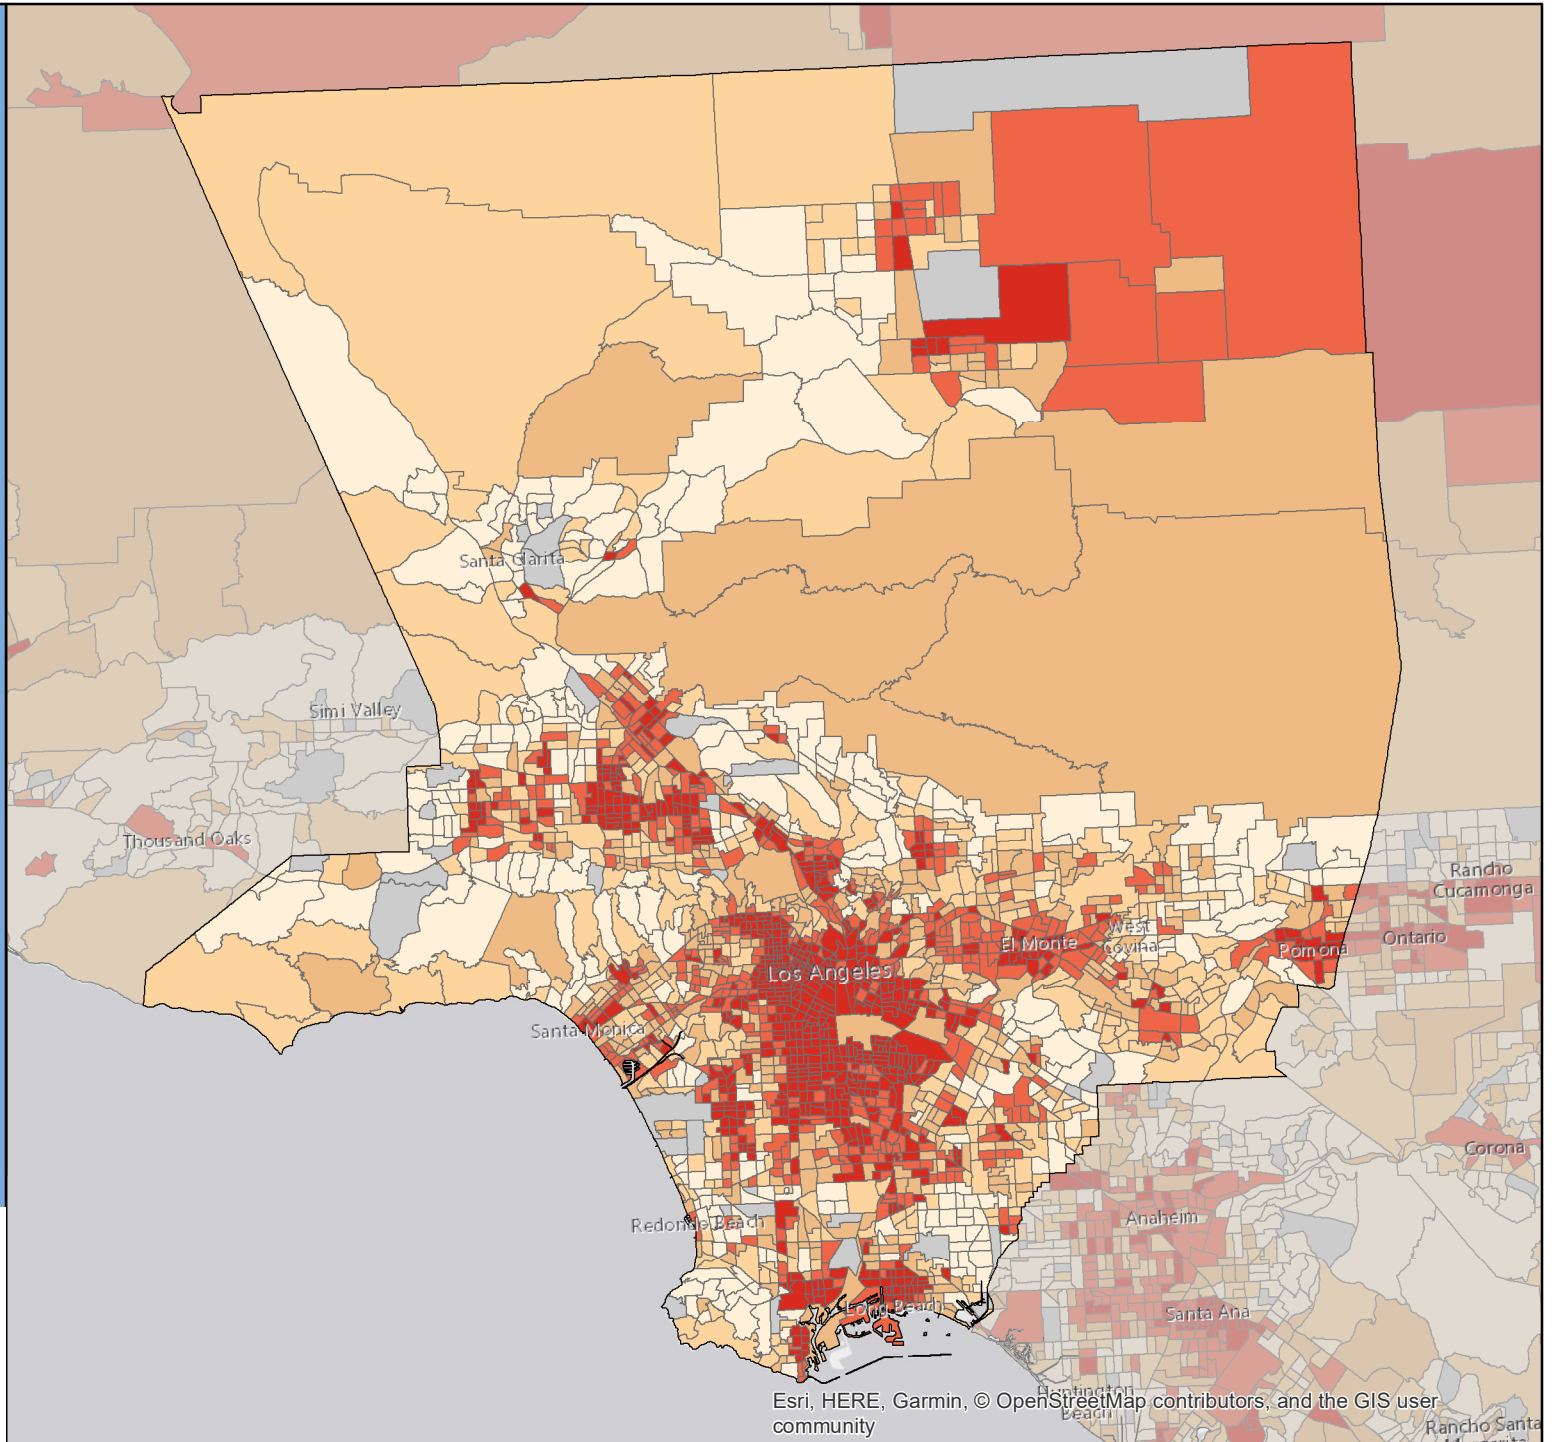 Santa Clarita
Simi Valley
Thousand Oaks
Rancho
Cucamonga
West
Covina
El Monte
Pomona
Ontario
Los Angeles
Santa Monica
Corona
Redondo Beach
Anaheim
Long Beach
Santa Ana
Huntington
Beach
Esri, HERE, Garmin, © OpenStreetMap contributors, and the GIS user
community
Rancho Santa